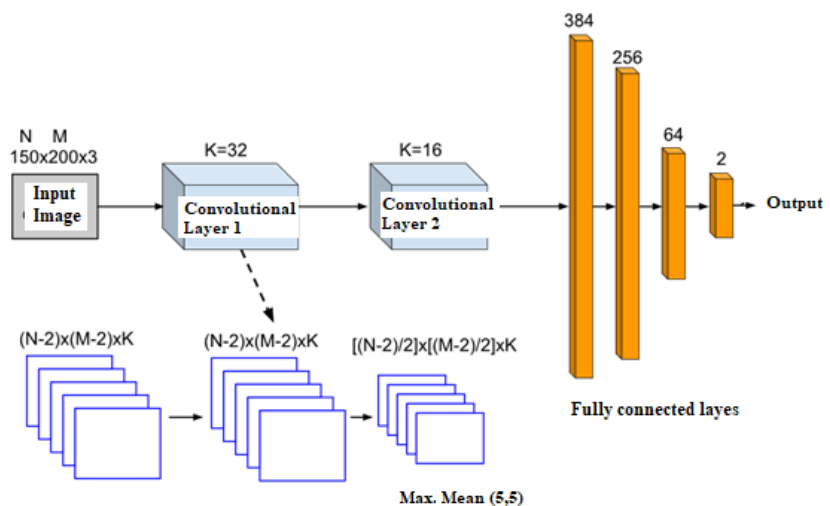 384
256
64
2
N M
150x200x3
K=32
K=16
Input
Image
Convolutional
Layer 1
Convolutional
Layer 2
Output
(N-2)x(M-2)xK
(N-2)x(M-2)xK
[(N-2)/2]x[(M-2)/2]xK
Fully connected layes
Max. Mean (5,5)